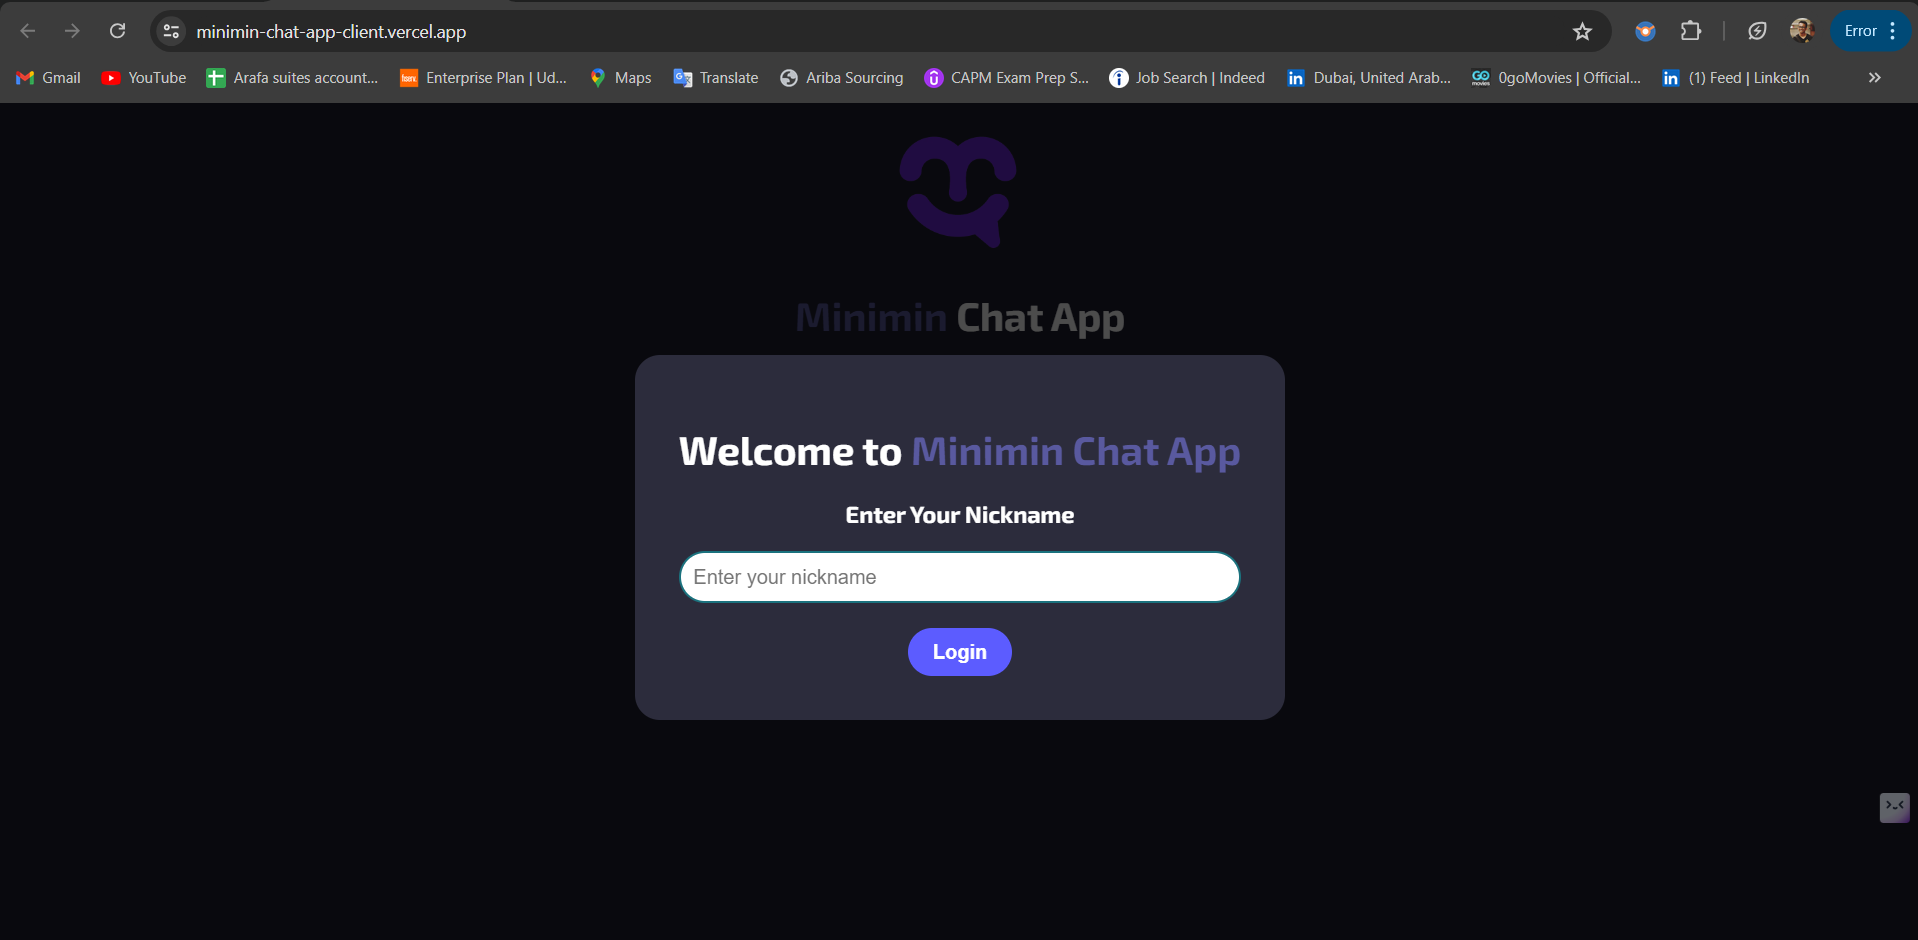 minimin-chat-app-client.vercel.app
Error
Gmail
YouTube
Arafa suites account...
Enterprise Plan | Ud...
Maps
Translate
Ariba Sourcing
CAPM Exam Prep S...
Job Search | Indeed
Dubai, United Arab...
0goMovies | Official...
(1) Feed | LinkedIn
Minimin Chat App
Welcome to Minimin Chat App
Enter Your Nickname
Enter your nickname
Login